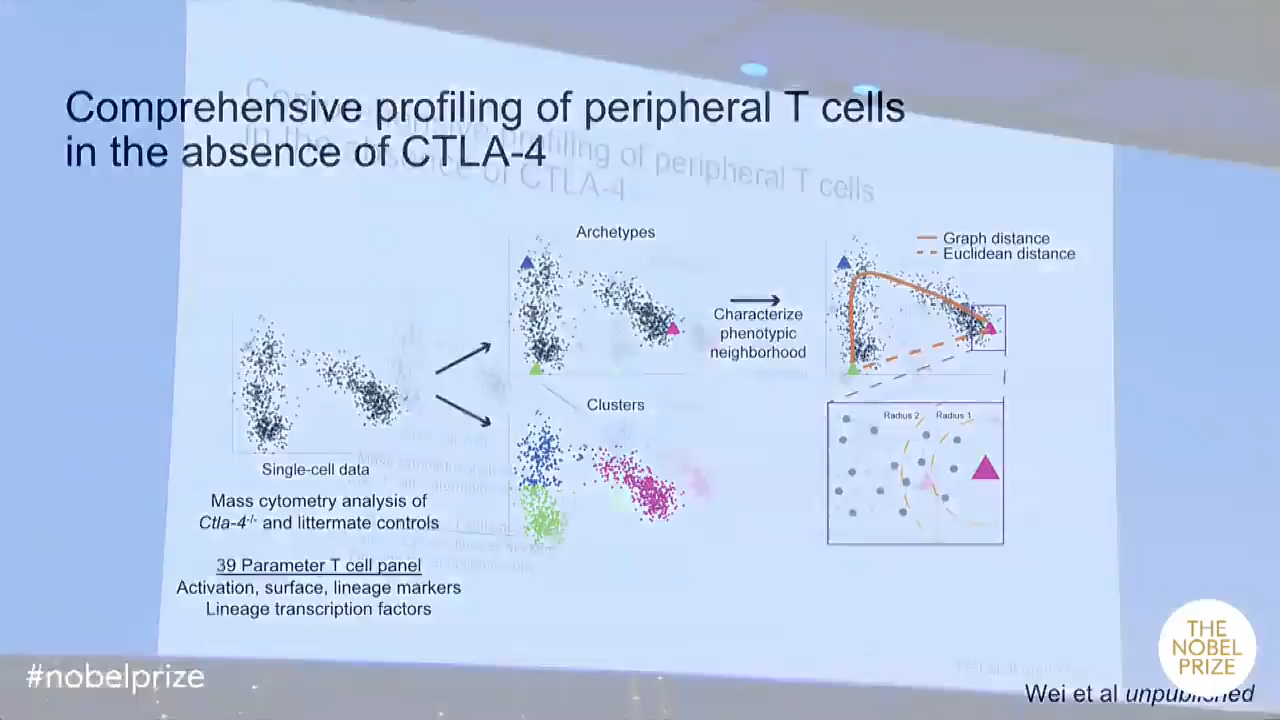 Comprehensive profiling of peripheral T cells
in the absence of CTLA-4
Archetypes
Graph distance
Euclidean distance
Characterize
phenotypic
neighborhood
Clusters
Radius 2
Radius 1
Single-cell data
Mass cytometry analysis of
Ctla-4-/- and littermate controls
39 Parameter T cell panel
Activation, surface, lineage markers
Lineage transcription factors
THE
NOBEL
PRIZE
#nobelprize
Wei et al unpublished